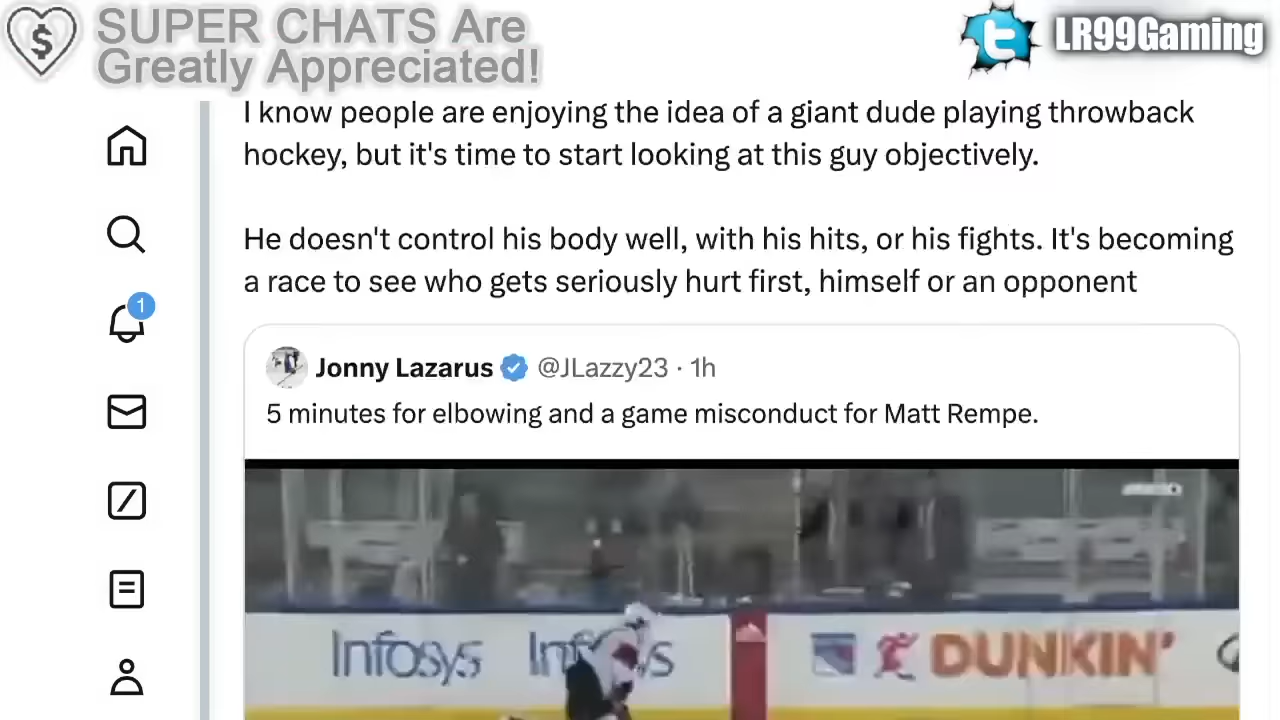 SUPER CHATS Are
Greatly Appreciated!
LR99Gaming
I know people are enjoying the idea of a giant dude playing throwback
hockey, but it's time to start looking at this guy objectively.
He doesn't control his body well, with his hits, or his fights. It's becoming
a race to see who gets seriously hurt first, himself or an opponent
1
Jonny Lazarus @JLazzy23 · 1h
5 minutes for elbowing and a game misconduct for Matt Rempe.
Infosys Infosys DUNKIN'